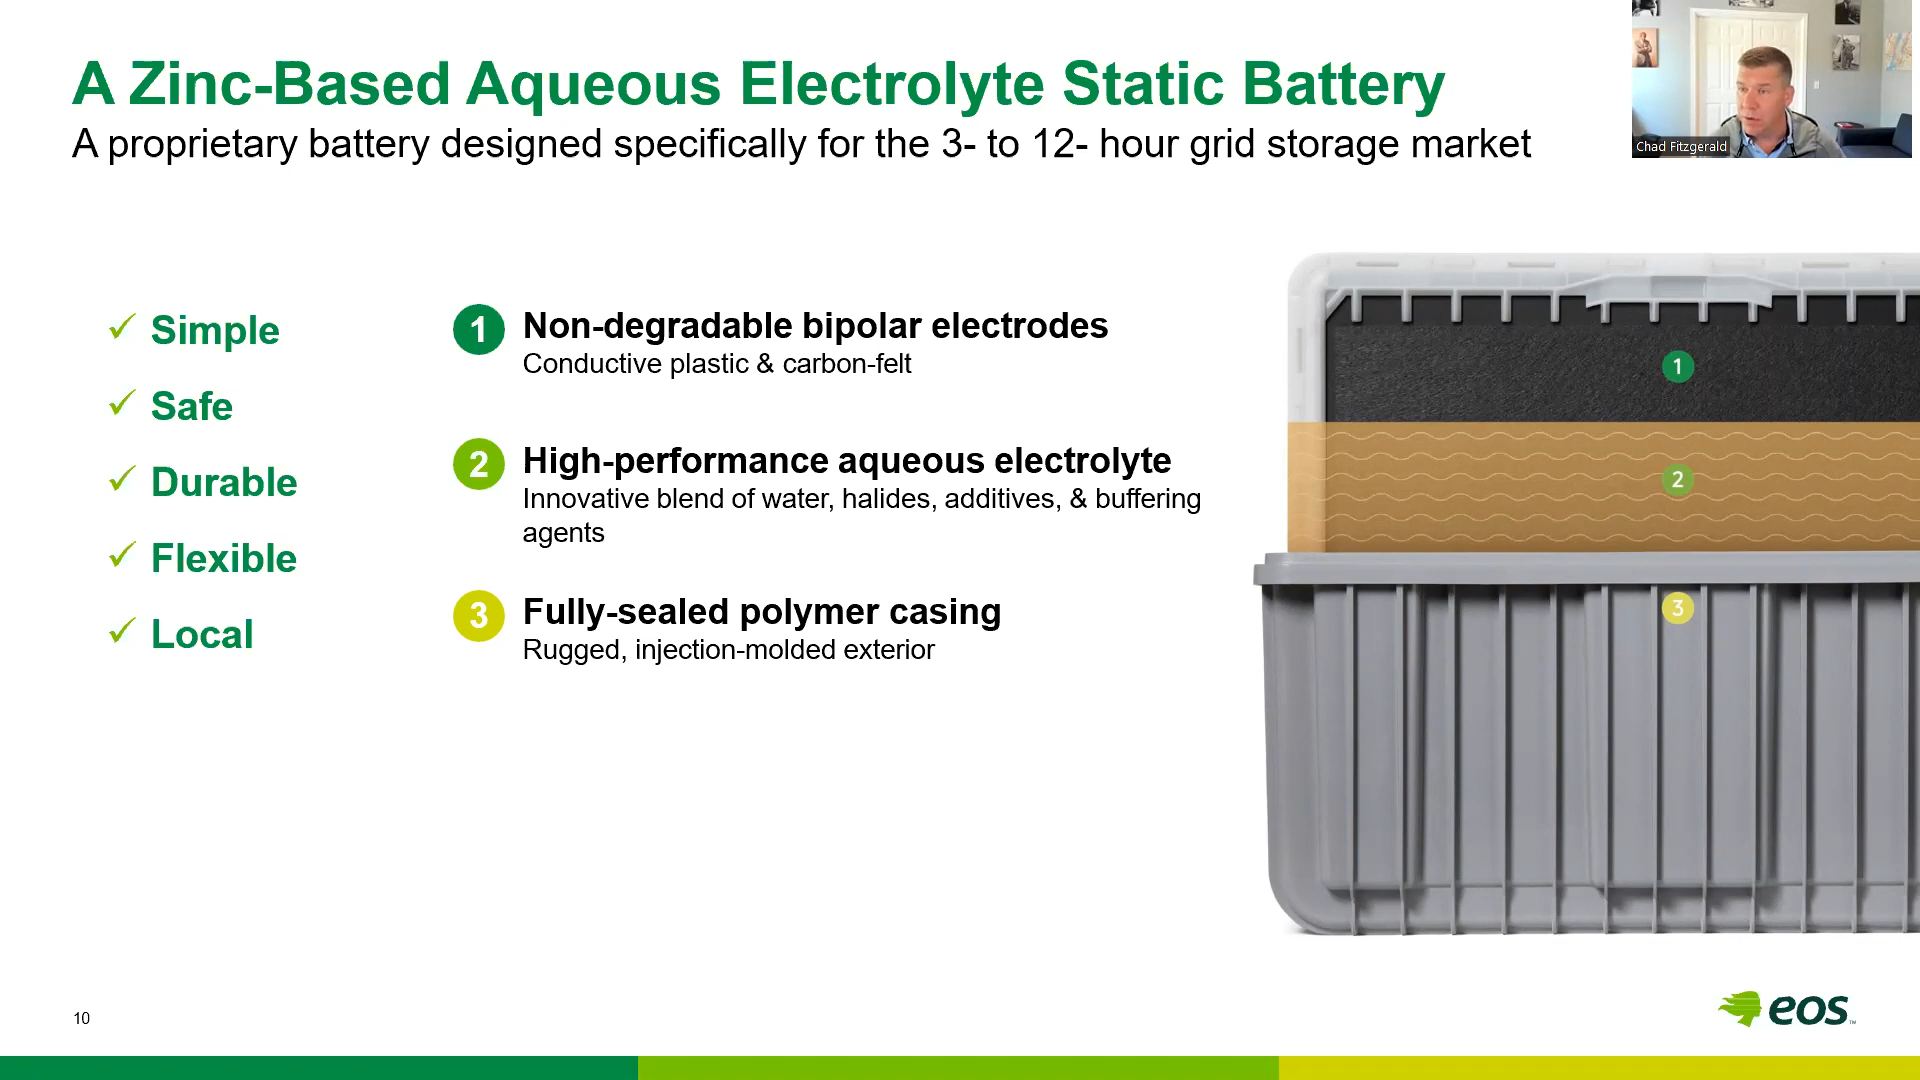 A Zinc-Based Aqueous Electrolyte Static Battery
A proprietary battery designed specifically for the 3- to 12- hour grid storage market
Chad Fitzgerald
✓ Simple
✓ Safe
✓ Durable
✓ Flexible
✓ Local
1 Non-degradable bipolar electrodes
Conductive plastic & carbon-felt
2 High-performance aqueous electrolyte
Innovative blend of water, halides, additives, & buffering
agents
3 Fully-sealed polymer casing
Rugged, injection-molded exterior
1
2
3
10
eos™